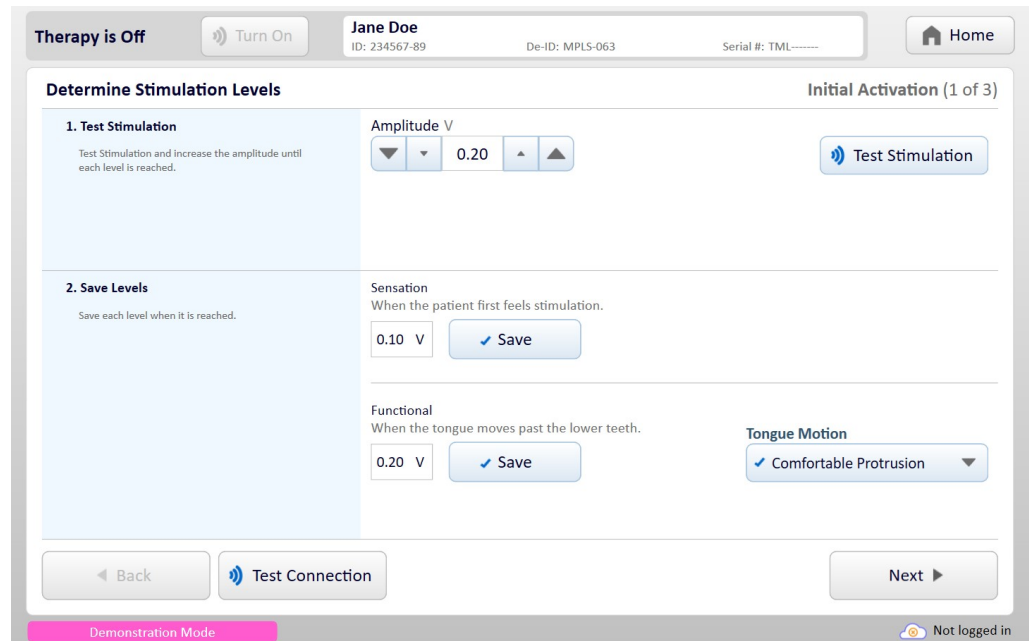 Therapy is Off
Turn On
Jane Doe
ID: 234567-89 De-ID: MPLS-063 Serial #: TML-------
Home
Determine Stimulation Levels
Initial Activation (1 of 3)
1. Test Stimulation
Test Stimulation and increase the amplitude until
each level is reached.
Amplitude V
0.20
Test Stimulation
2. Save Levels
Save each level when it is reached.
Sensation
When the patient first feels stimulation.
0.10 V
Save
Functional
When the tongue moves past the lower teeth.
0.20 V
Save
Tongue Motion
Comfortable Protrusion
Back
Test Connection
Next
Demonstration Mode
Not logged in